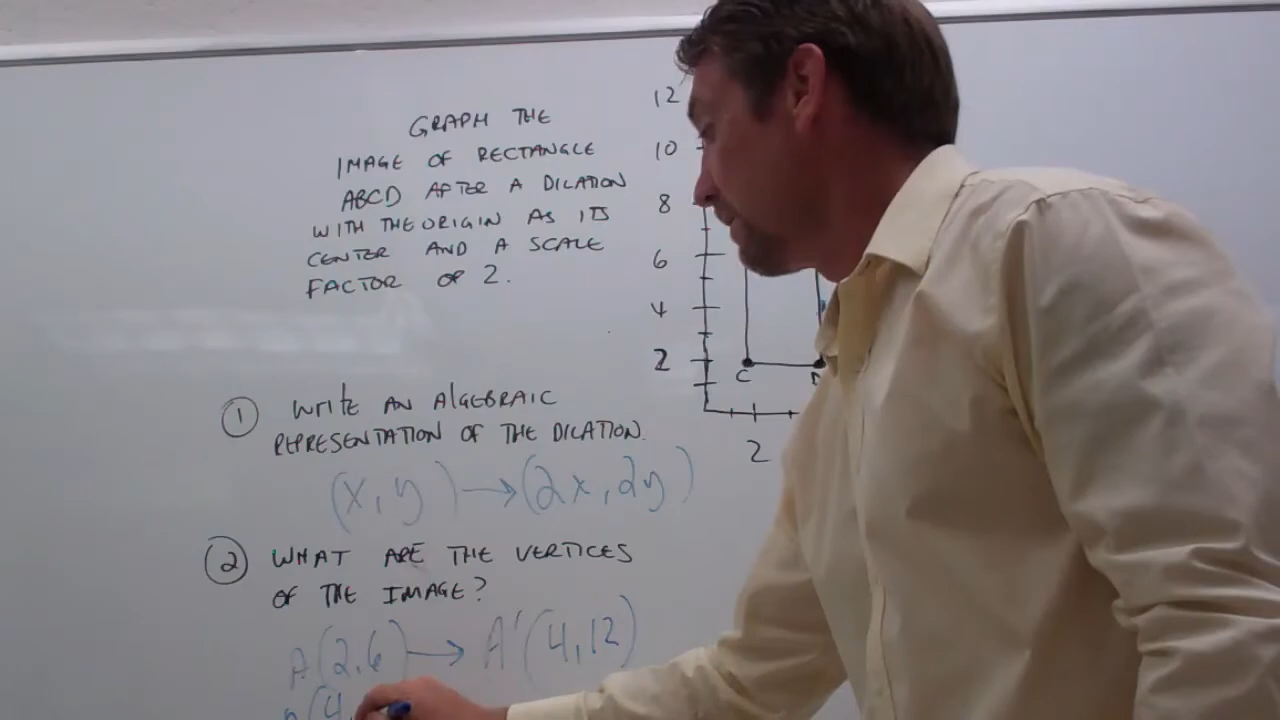 GRAPH THE
IMAGE OF RECTANGLE
ABCD AFTER A DILATION
WITH THE ORIGIN AS ITS
CENTER AND A SCALE
FACTOR OF 2.
① WRITE AN ALGEBRAIC
REPRESENTATION OF THE DILATION.
(x, y) → (2x, 2y)
② WHAT ARE THE VERTICES
OF THE IMAGE?
A(2,6) → A'(4,12)
(4,
12
10
8
6
4
2
C
2